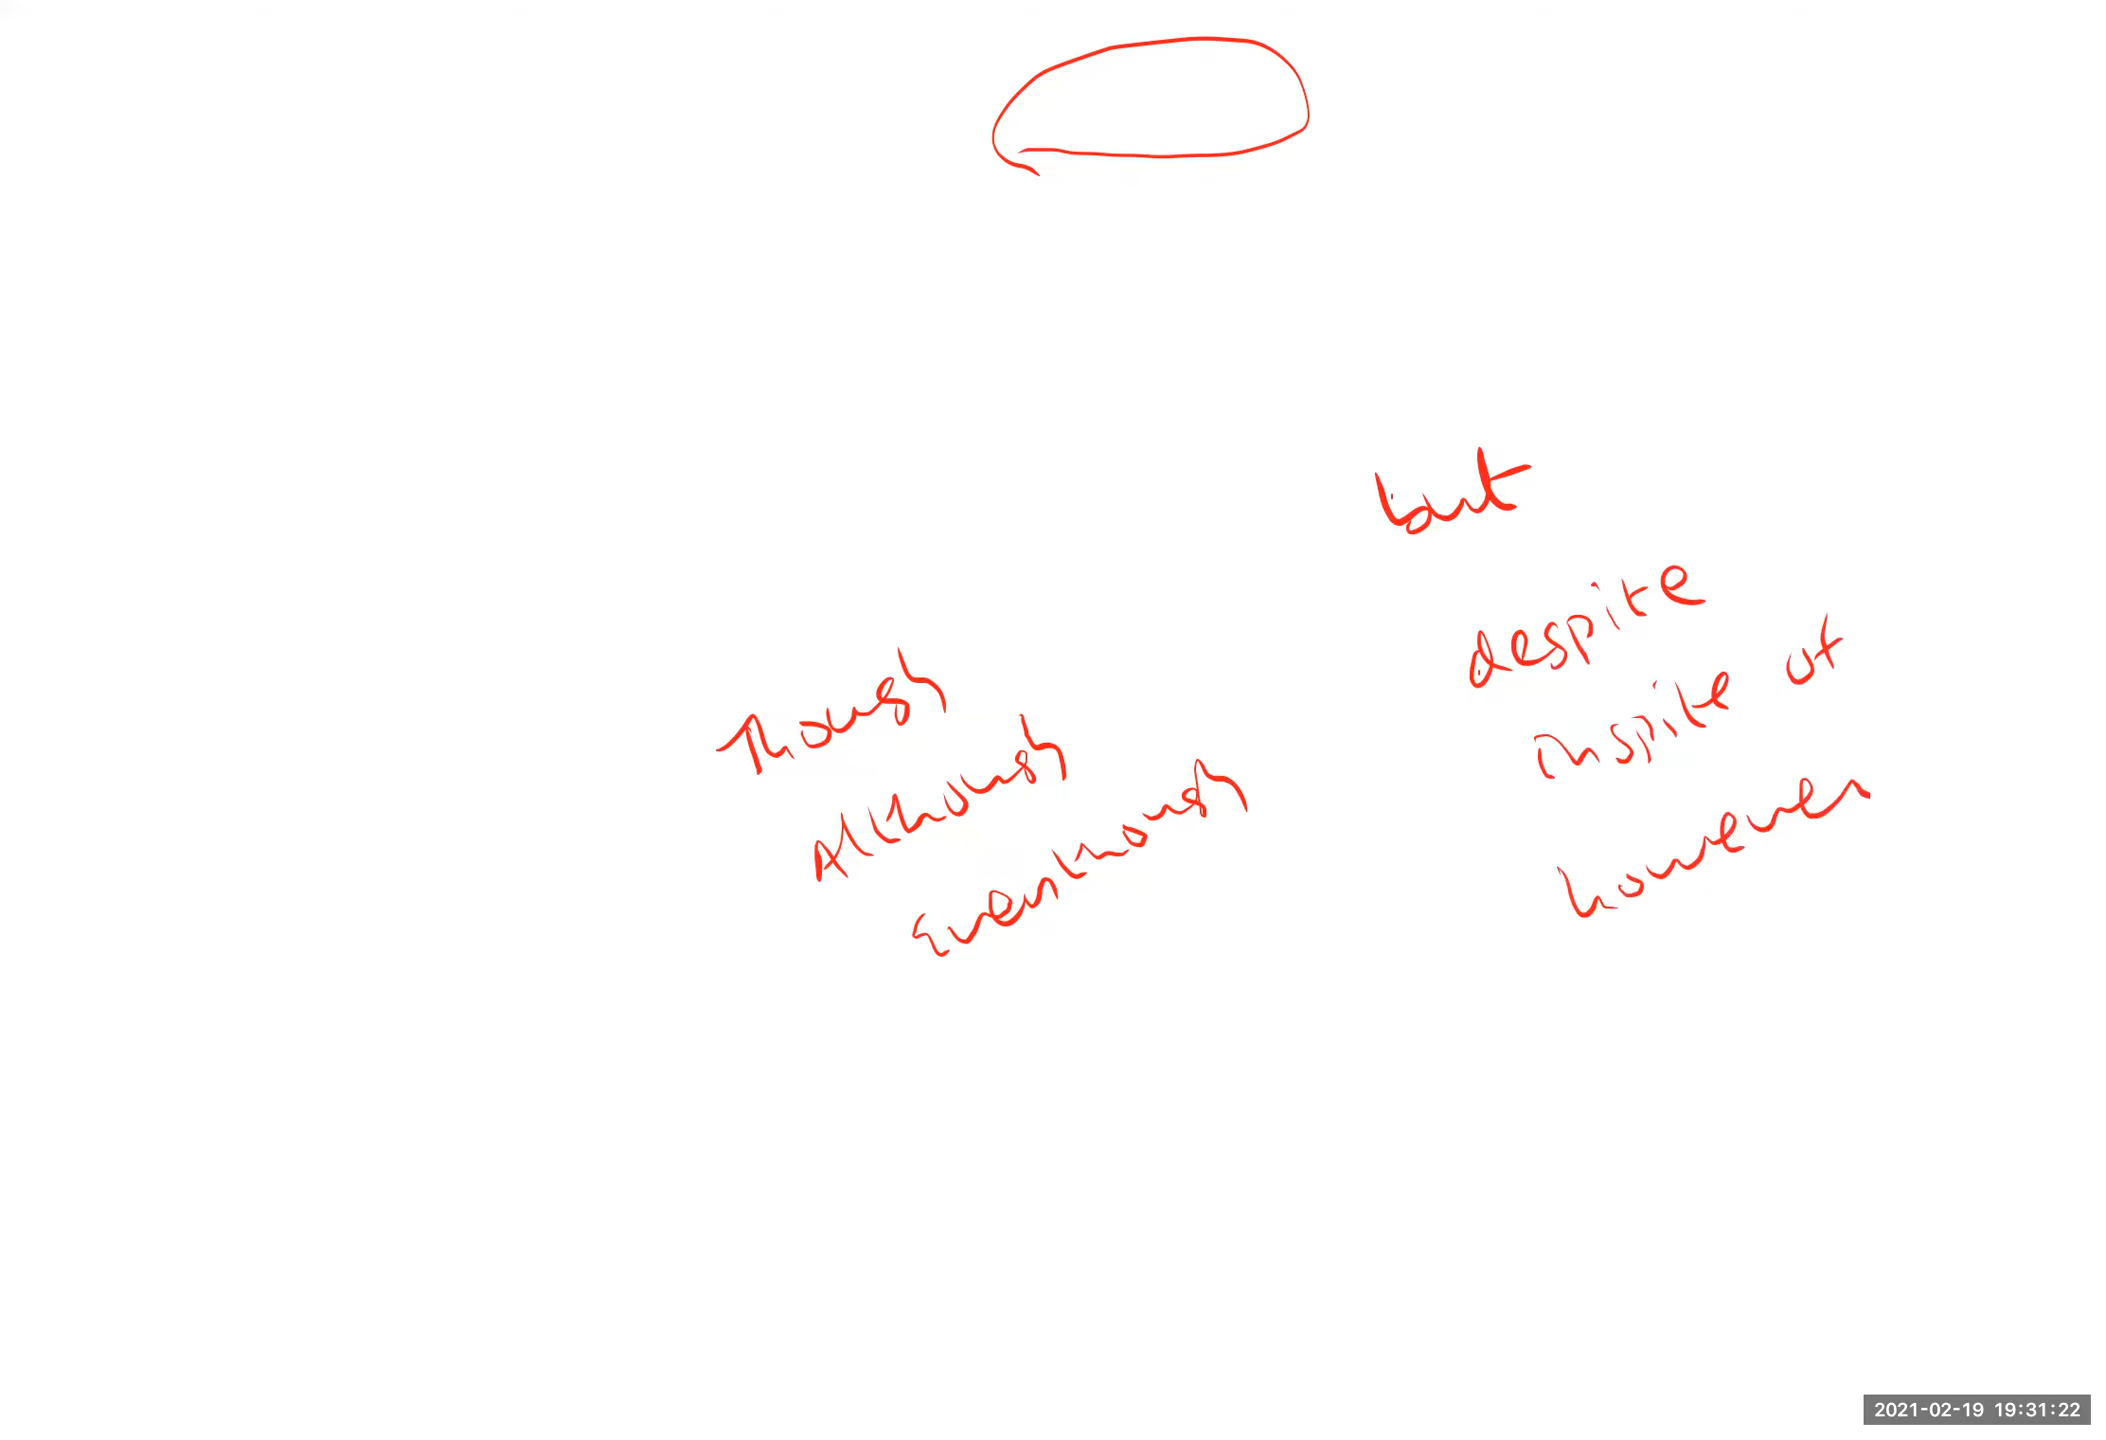 but
despite
inspite of
however
Though
Although
Eventhough
2021-02-19 19:31:22